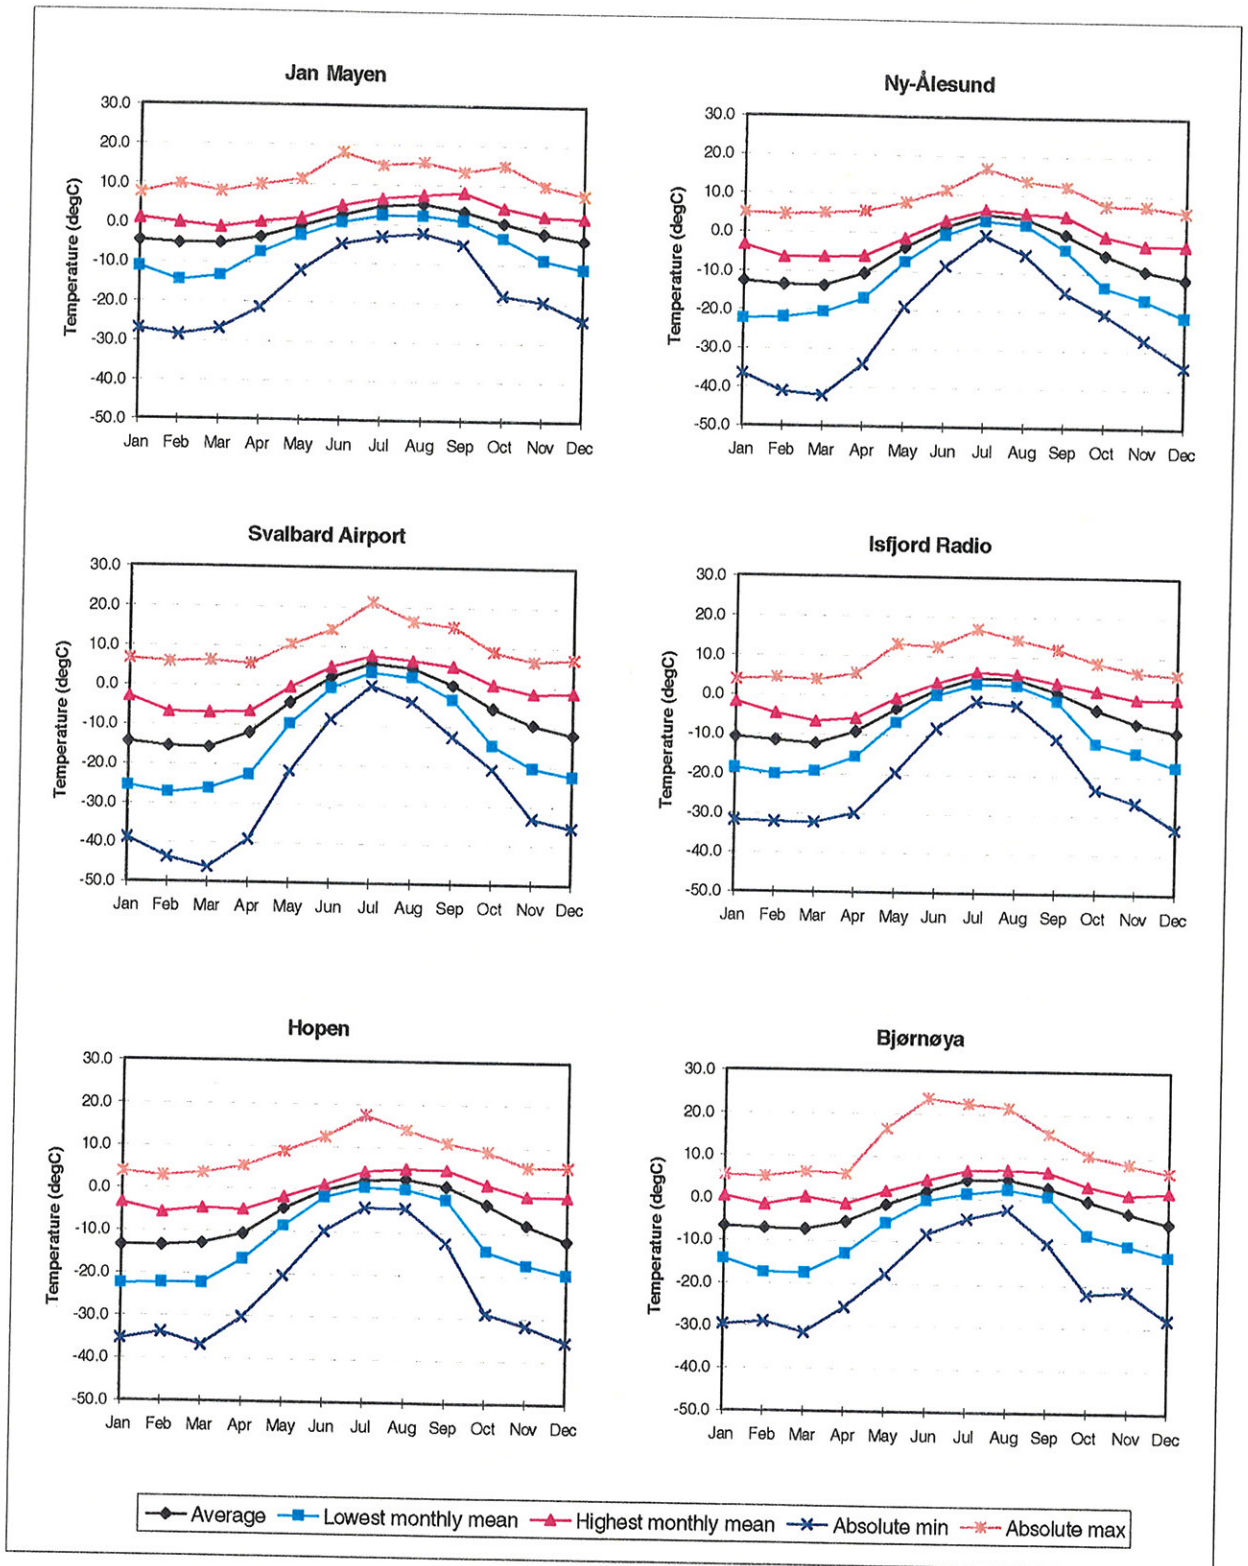 Jan Mayen
30.0
20.0
10.0
0.0
-10.0
-20.0
-30.0
-40.0
-50.0
Temperature (degC)
Jan Feb Mar Apr May Jun Jul Aug Sep Oct Nov Dec
Ny-Ålesund
30.0
20.0
10.0
0.0
-10.0
-20.0
-30.0
-40.0
-50.0
Temperature (degC)
Jan Feb Mar Apr May Jun Jul Aug Sep Oct Nov Dec
Svalbard Airport
30.0
20.0
10.0
0.0
-10.0
-20.0
-30.0
-40.0
-50.0
Temperature (degC)
Jan Feb Mar Apr May Jun Jul Aug Sep Oct Nov Dec
Isfjord Radio
30.0
20.0
10.0
0.0
-10.0
-20.0
-30.0
-40.0
-50.0
Temperature (degC)
Jan Feb Mar Apr May Jun Jul Aug Sep Oct Nov Dec
Hopen
30.0
20.0
10.0
0.0
-10.0
-20.0
-30.0
-40.0
-50.0
Temperature (degC)
Jan Feb Mar Apr May Jun Jul Aug Sep Oct Nov Dec
Bjørnøya
30.0
20.0
10.0
0.0
-10.0
-20.0
-30.0
-40.0
-50.0
Temperature (degC)
Jan Feb Mar Apr May Jun Jul Aug Sep Oct Nov Dec
Average Lowest monthly mean Highest monthly mean Absolute min Absolute max